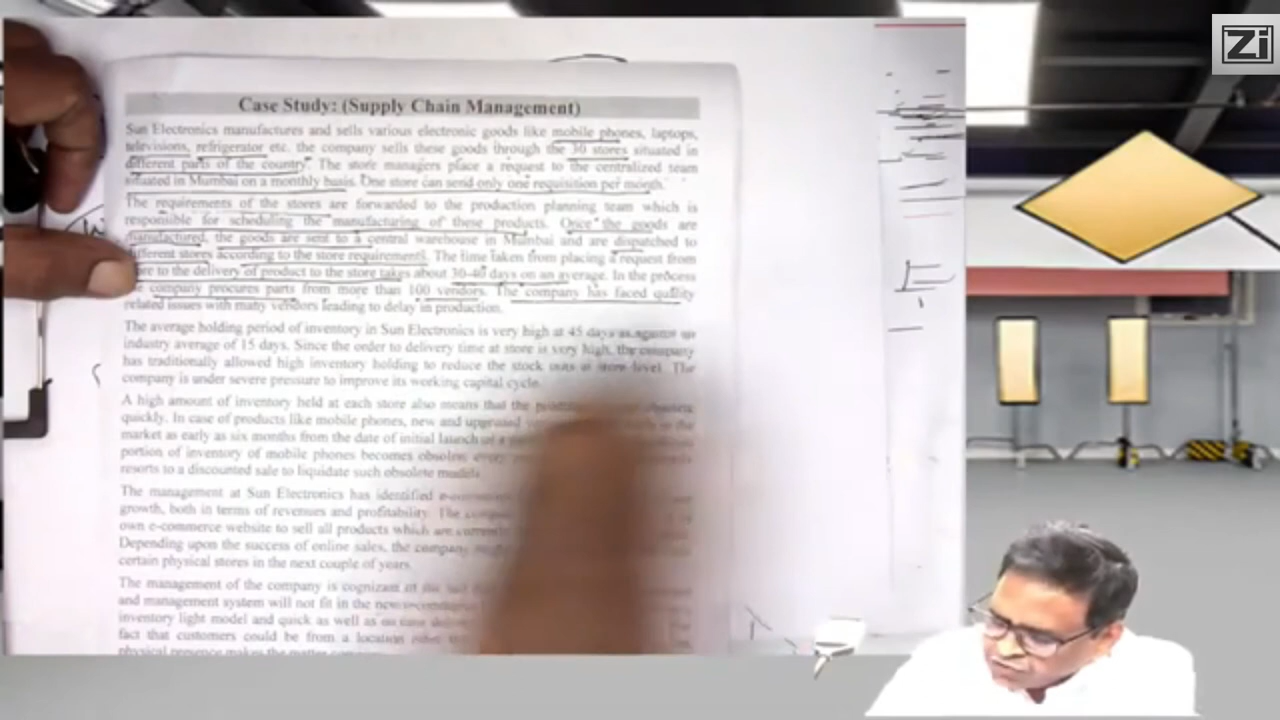 Zi
Case Study: (Supply Chain Management)
Sun Electronics manufactures and sells various electronic goods like mobile phones, laptops,
televisions, refrigerator etc. the company sells these goods through the 30 stores situated in
different parts of the country. The store managers place a request to the centralized team
situated in Mumbai on a monthly basis. One store can send only one requisition per month.
The requirements of the stores are forwarded to the production planning team which is
responsible for scheduling the manufacturing of these products. Once the goods are
manufactured, the goods are sent to a central warehouse in Mumbai and are dispatched to
different stores according to the store requirements. The time taken from placing a request from
to the delivery of product to the store takes about 30-40 days on an average. In the process
company procures parts from more than 100 vendors. The company has faced quality
related issues with many vendors leading to delay in production.
The average holding period of inventory in Sun Electronics is very high at 45 days as against an
industry average of 15 days. Since the order to delivery time at store is very high, the company
has traditionally allowed high inventory holding to reduce the stock outs at store level. The
company is under severe pressure to improve its working capital cycle.
A high amount of inventory held at each store also means that the obsolete
quickly. In case of products like mobile phones, new and upgraded in the
market as early as six months from the date of initial launch of a
portion of inventory of mobile phones becomes obsolete every
resorts to a discounted sale to liquidate such obsolete models.
The management at Sun Electronics has identified
growth, both in terms of revenues and profitability. The
own e-commerce website to sell all products which are
Depending upon the success of online sales, the company
certain physical stores in the next couple of years.
The management of the company is cognizant of the
and management system will not fit in the new
inventory light model and quick as well as on time
fact that customers could be from a location
physical presence makes the matter